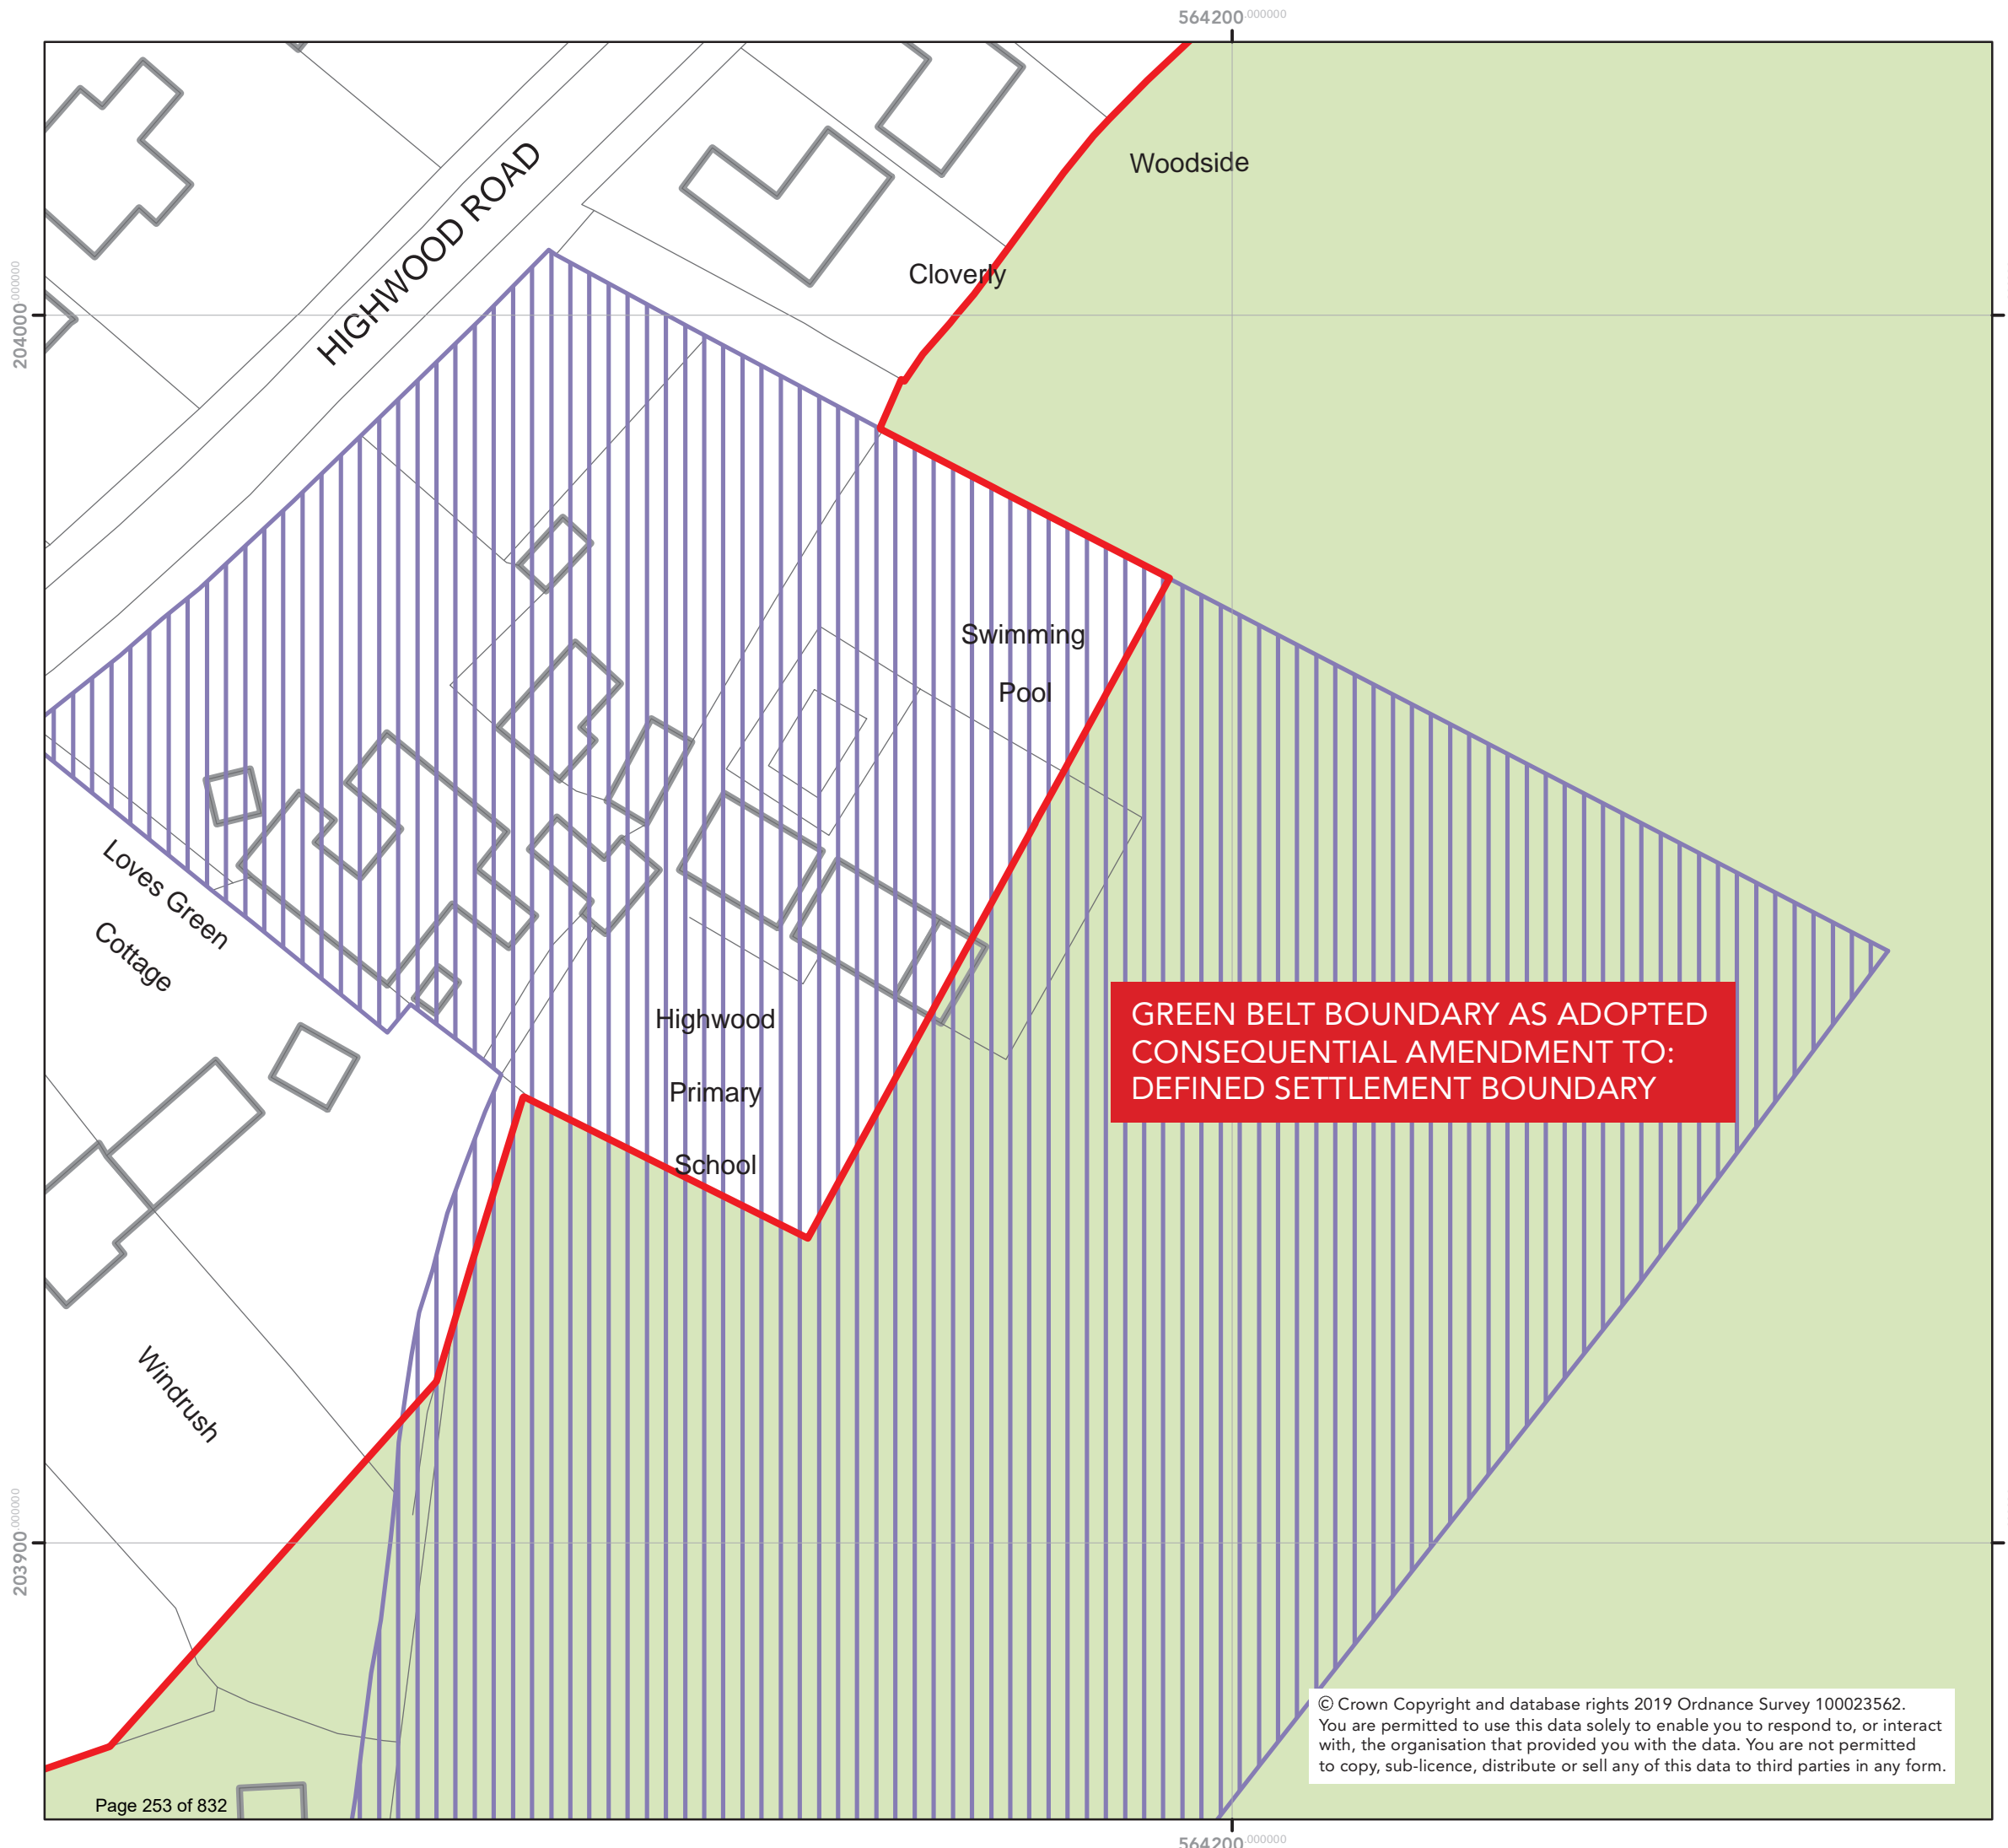 564200.000000
Woodside
HIGHWOOD ROAD
Cloverly
204000.000000
Swimming
Pool
Loves Green
Cottage
Highwood
Primary
School
GREEN BELT BOUNDARY AS ADOPTED
CONSEQUENTIAL AMENDMENT TO:
DEFINED SETTLEMENT BOUNDARY
Windrush
203900.000000
© Crown Copyright and database rights 2019 Ordnance Survey 100023562.
You are permitted to use this data solely to enable you to respond to, or interact
with, the organisation that provided you with the data. You are not permitted
to copy, sub-licence, distribute or sell any of this data to third parties in any form.
Page 253 of 832
564200.000000